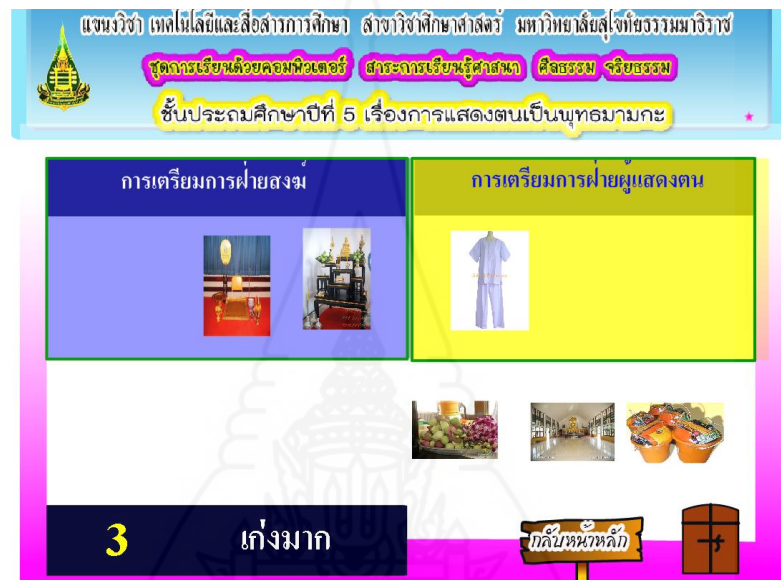 แขนงวิชา เทคโนโลยีและสื่อสารการศึกษา สาขาวิชาศึกษาศาสตร์ มหาวิทยาลัยสุโขทัยธรรมมาธิราช
ชุดการเรียนด้วยคอมพิวเตอร์ สาระการเรียนรู้ศาสนา ศีลธรรม จริยธรรม
ชั้นประถมศึกษาปีที่ 5 เรื่องการแสดงตนเป็นพุทธมามกะ
การเตรียมการฝ่ายสงฆ์
การเตรียมการฝ่ายผู้แสดงตน
3 เก่งมาก
กลับหน้าหลัก